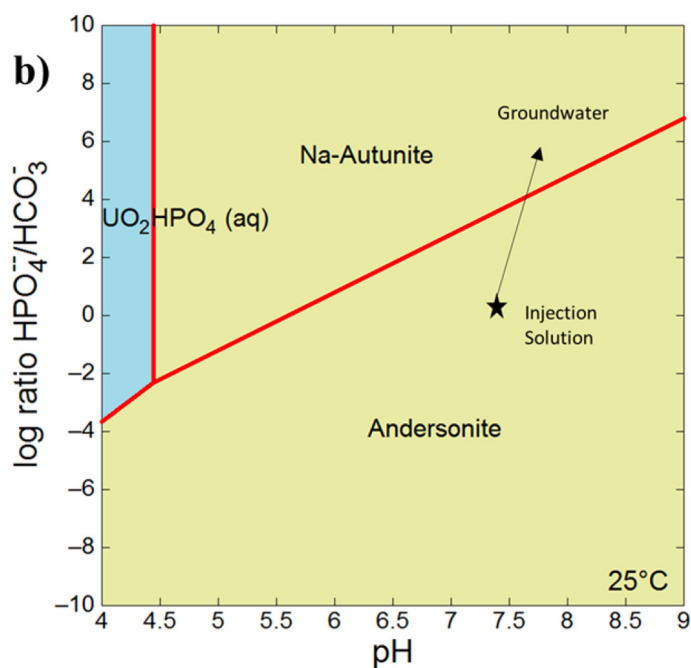 b)
10
8
6
4
2
0
−2
−4
−6
−8
−10
log ratio HPO₄⁻⁻/HCO₃⁻
Groundwater
Na-Autunite
UO₂HPO₄ (aq)
Injection
Solution
Andersonite
25°C
4 4.5 5 5.5 6 6.5 7 7.5 8 8.5 9
pH